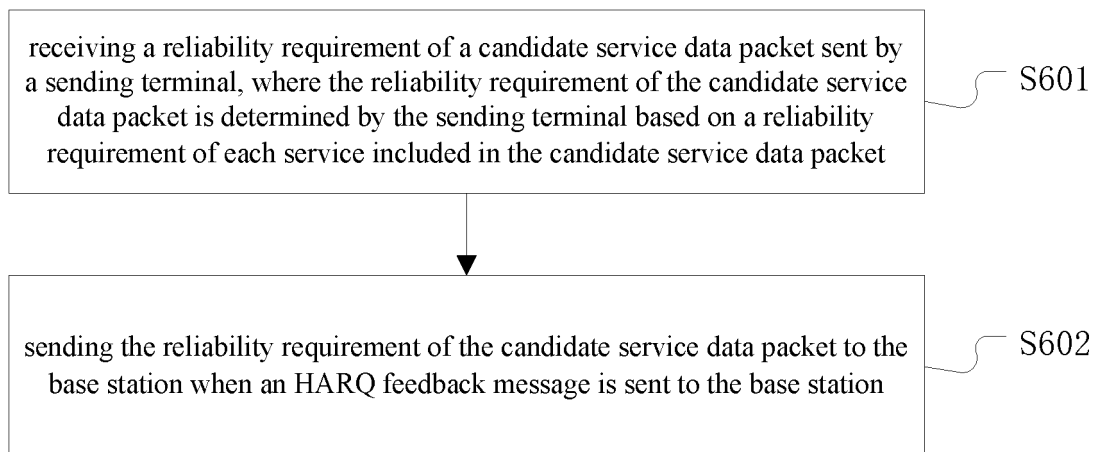 receiving a reliability requirement of a candidate service data packet sent by
a sending terminal, where the reliability requirement of the candidate service
data packet is determined by the sending terminal based on a reliability
requirement of each service included in the candidate service data packet
S601
sending the reliability requirement of the candidate service data packet to the
base station when an HARQ feedback message is sent to the base station
S602